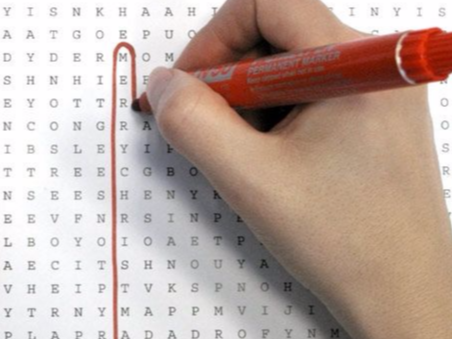 Y I S N K H A A H I I N Y I S
A A T G O E P U O
D Y D E R M O M
PERMANENT MARKER
S H N H I E
E Y O T T R
N C O N G R A O
I B S L E Y I P S
T T R E E C G B O
N S E E S H E N Y
E E V F N R S I N P E
L B O Y O I O A E T P
A E C I T S H N O U Y A
V H E I P T V K S P N O H
Y T R N Y M A P P M V I J I
P L A P R A D A D R O F Y N M